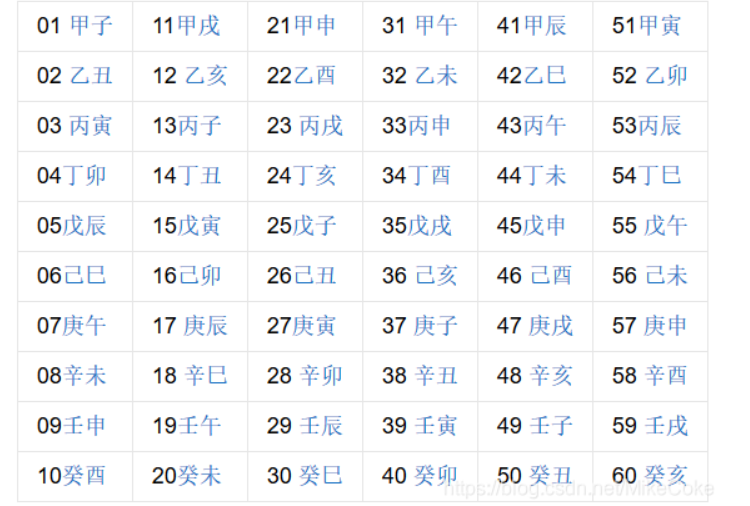 01 甲子 11甲戌 21甲申 31 甲午 41甲辰 51甲寅
02 乙丑 12 乙亥 22乙酉 32 乙未 42乙巳 52 乙卯
03 丙寅 13丙子 23 丙戌 33丙申 43丙午 53丙辰
04丁卯 14丁丑 24丁亥 34丁酉 44丁未 54丁巳
05戊辰 15戊寅 25戊子 35戊戌 45戊申 55 戊午
06己巳 16己卯 26己丑 36 己亥 46 己酉 56 己未
07庚午 17 庚辰 27庚寅 37 庚子 47 庚戌 57 庚申
08辛未 18 辛巳 28 辛卯 38 辛丑 48 辛亥 58 辛酉
09壬申 19壬午 29 壬辰 39 壬寅 49 壬子 59 壬戌
10癸酉 20癸未 30 癸巳 40 癸卯 50 癸丑 60 癸亥
https://blog.csdn.net/MikeCoke